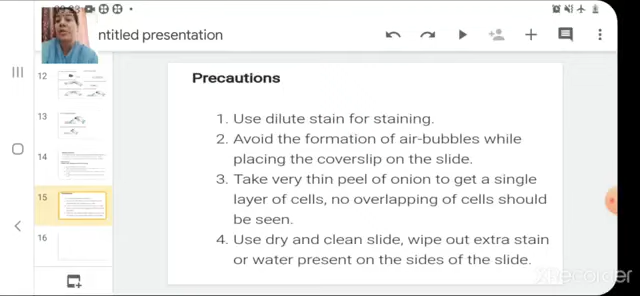 ntitled presentation
12
13
14
15
16
Precautions
1. Use dilute stain for staining.
2. Avoid the formation of air-bubbles while
placing the coverslip on the slide.
3. Take very thin peel of onion to get a single
layer of cells, no overlapping of cells should
be seen.
4. Use dry and clean slide, wipe out extra stain
or water present on the sides of the slide.
XRecorder